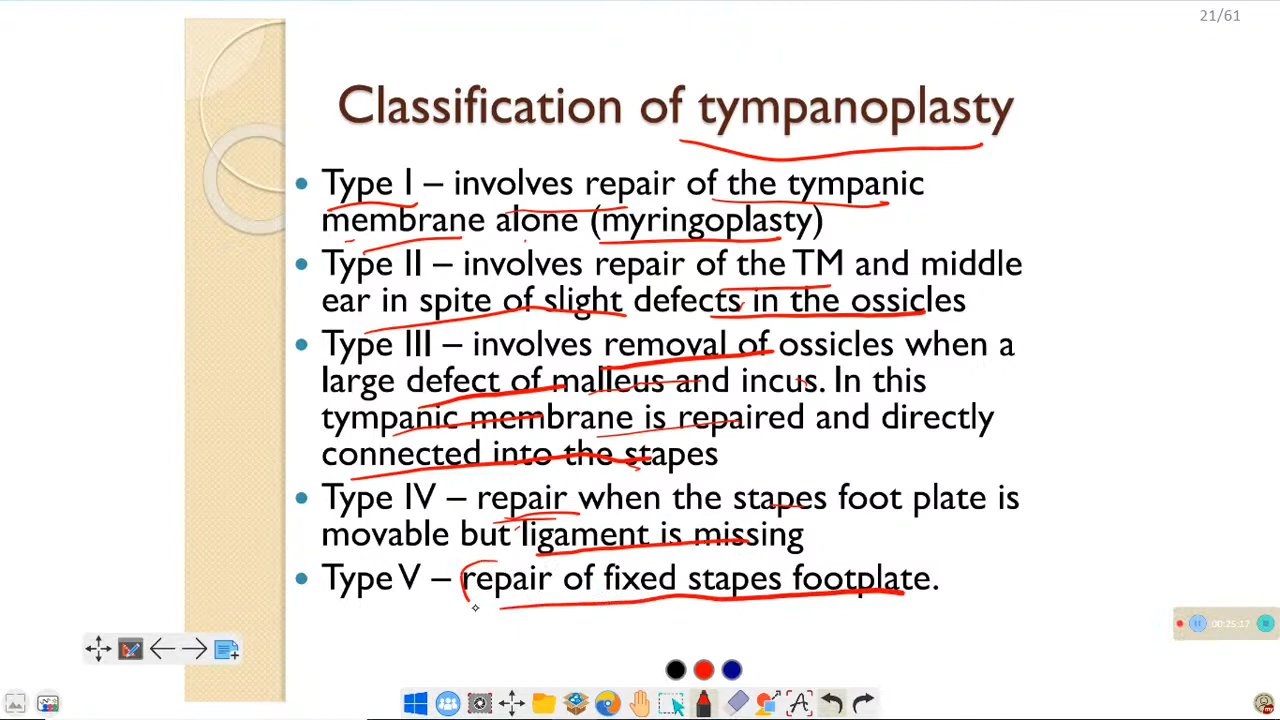 21/61
Classification of tympanoplasty
• Type I – involves repair of the tympanic
membrane alone (myringoplasty)
• Type II – involves repair of the TM and middle
ear in spite of slight defects in the ossicles
• Type III – involves removal of ossicles when a
large defect of malleus and incus. In this
tympanic membrane is repaired and directly
connected into the stapes
• Type IV – repair when the stapes foot plate is
movable but ligament is missing
• Type V – repair of fixed stapes footplate.
00:25:17